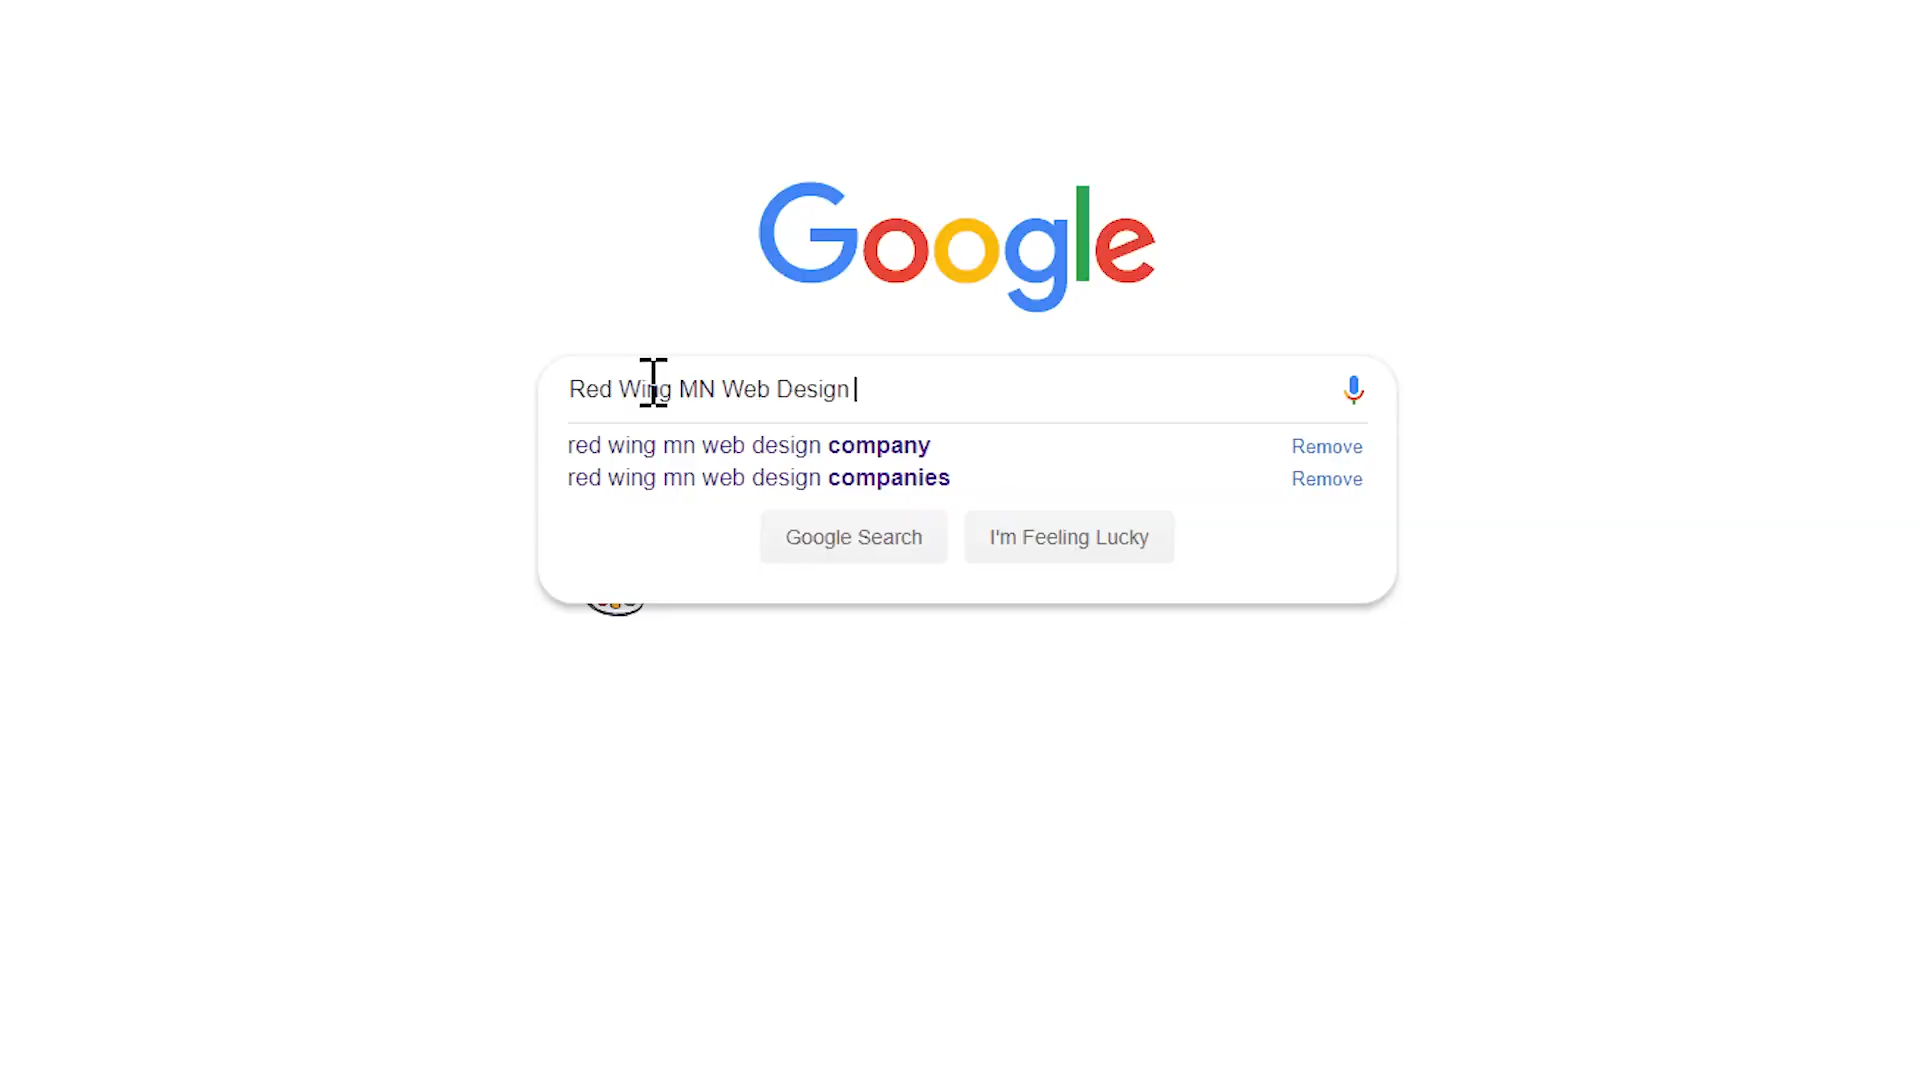 Google
Red Wing MN Web Design
red wing mn web design company Remove
red wing mn web design companies Remove
Google Search I'm Feeling Lucky